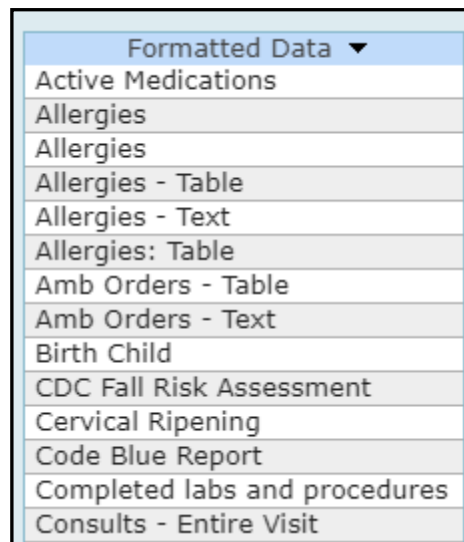 Formatted Data ▼
Active Medications
Allergies
Allergies
Allergies - Table
Allergies - Text
Allergies: Table
Amb Orders - Table
Amb Orders - Text
Birth Child
CDC Fall Risk Assessment
Cervical Ripening
Code Blue Report
Completed labs and procedures
Consults - Entire Visit